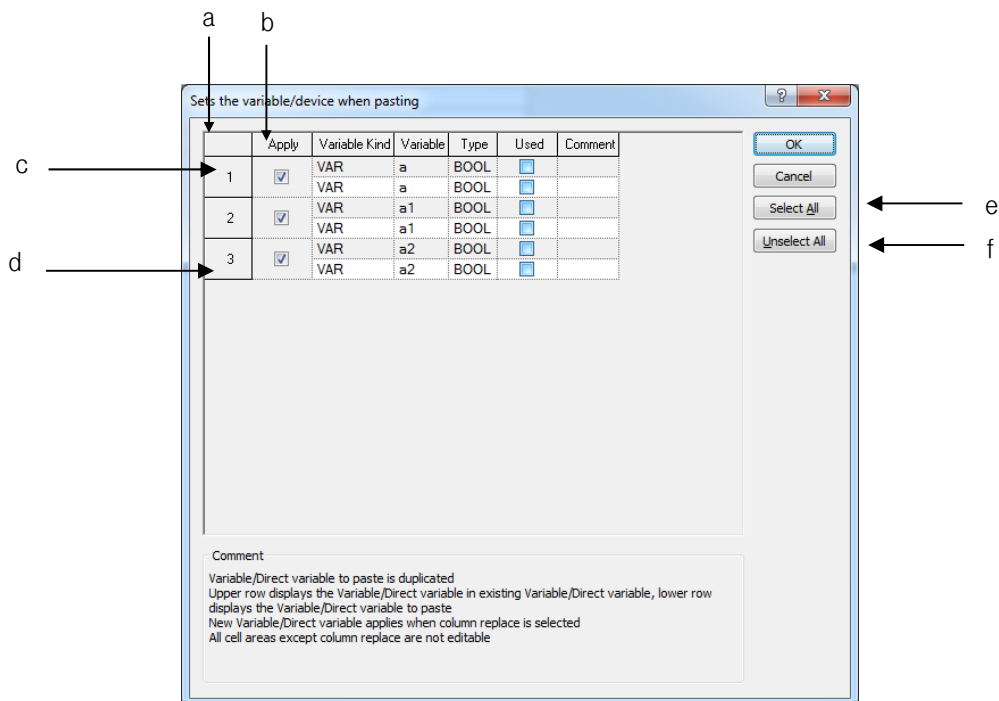 a b
Sets the variable/device when pasting
Apply Variable Kind Variable Type Used Comment
OK
c
1 VAR a BOOL
VAR a BOOL
Cancel
2 VAR a1 BOOL
VAR a1 BOOL
Select All
e
3 VAR a2 BOOL
VAR a2 BOOL
Unselect All
f
d
Comment
Variable/Direct variable to paste is duplicated
Upper row displays the Variable/Direct variable in existing Variable/Direct variable, lower row
displays the Variable/Direct variable to paste
New Variable/Direct variable applies when column replace is selected
All cell areas except column replace are not editable